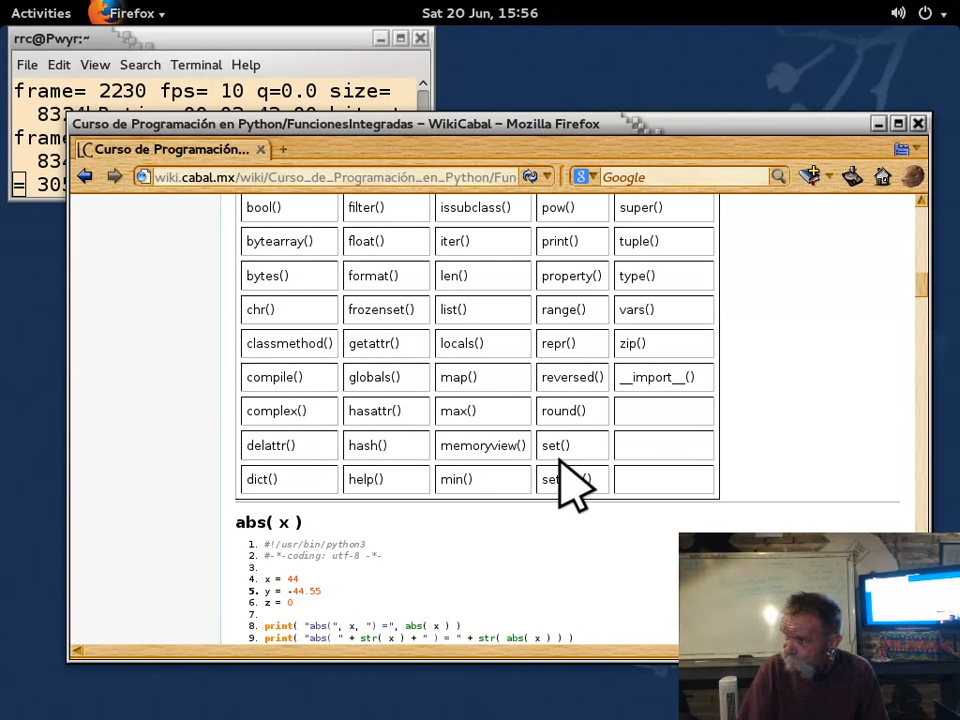 Activities Firefox Sat 20 Jun, 15:56
rrc@Pwyr:~
File Edit View Search Terminal Help
frame= 2230 fps= 10 q=0.0 size=
Curso de Programación en Python/FuncionesIntegradas – WikiCabal – Mozilla Firefox
Curso de Programación...
wiki.cabal.mx/wiki/Curso_de_Programación_en_Python/Fun Google
bool() filter() issubclass() pow() super()
bytearray() float() iter() print() tuple()
bytes() format() len() property() type()
chr() frozenset() list() range() vars()
classmethod() getattr() locals() repr() zip()
compile() globals() map() reversed() __import__()
complex() hasattr() max() round()
delattr() hash() memoryview() set()
dict() help() min()
abs( x )
1. #!/usr/bin/python3
2. #-*-coding: utf-8 -*-
3.
4. x = 44
5. y = -44.55
6. z = 0
7.
8. print( "abs(", x, ") =", abs( x ) )
9. print( "abs( " + str( x ) + " ) = " + str( abs( x ) ) )